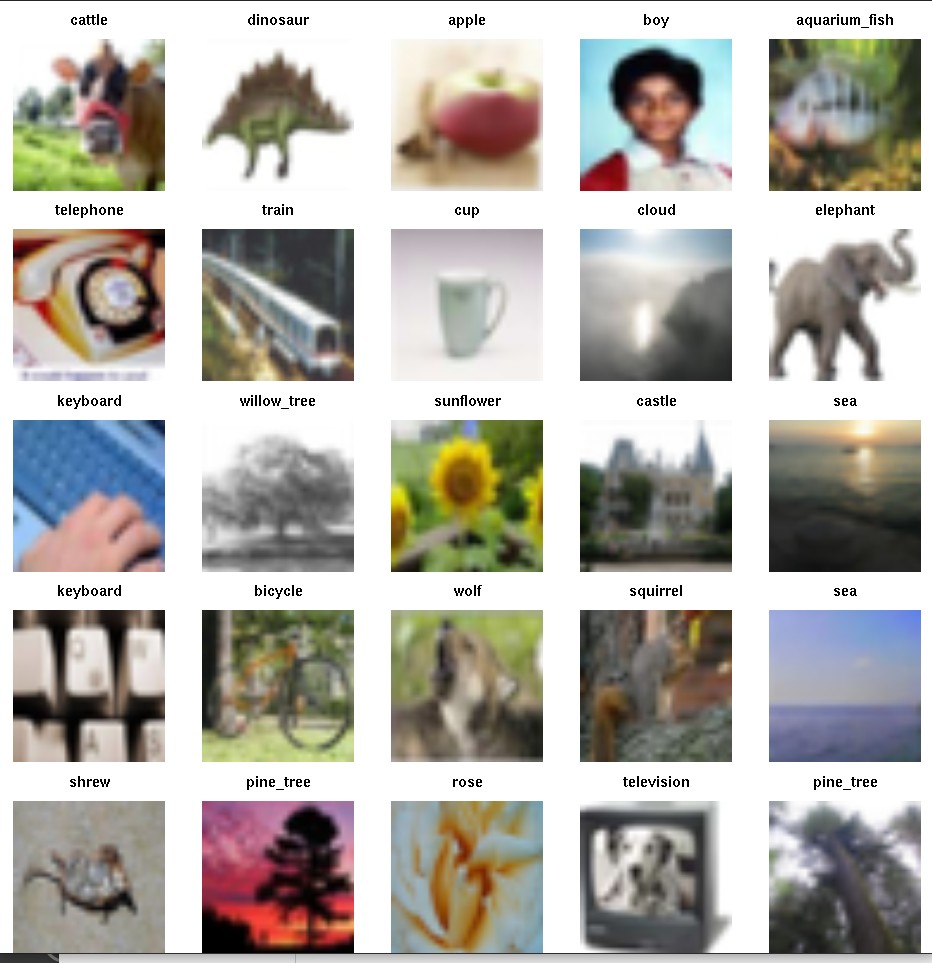 cattle dinosaur apple boy aquarium_fish
telephone train cup cloud elephant
keyboard willow_tree sunflower castle sea
keyboard bicycle wolf squirrel sea
shrew pine_tree rose television pine_tree